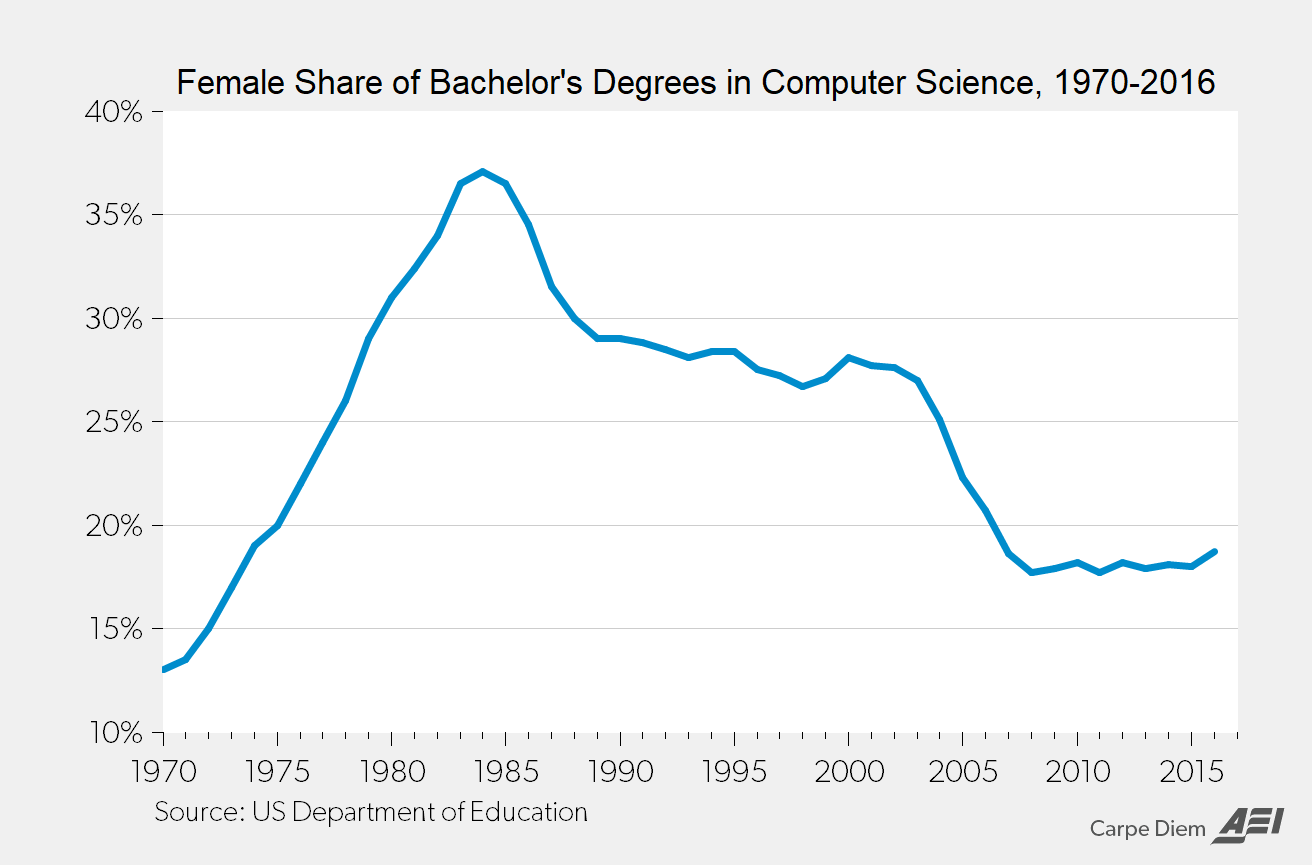 Female Share of Bachelor's Degrees in Computer Science, 1970-2016
40%
35%
30%
25%
20%
15%
10%
1970 1975 1980 1985 1990 1995 2000 2005 2010 2015
Source: US Department of Education
Carpe Diem AEI